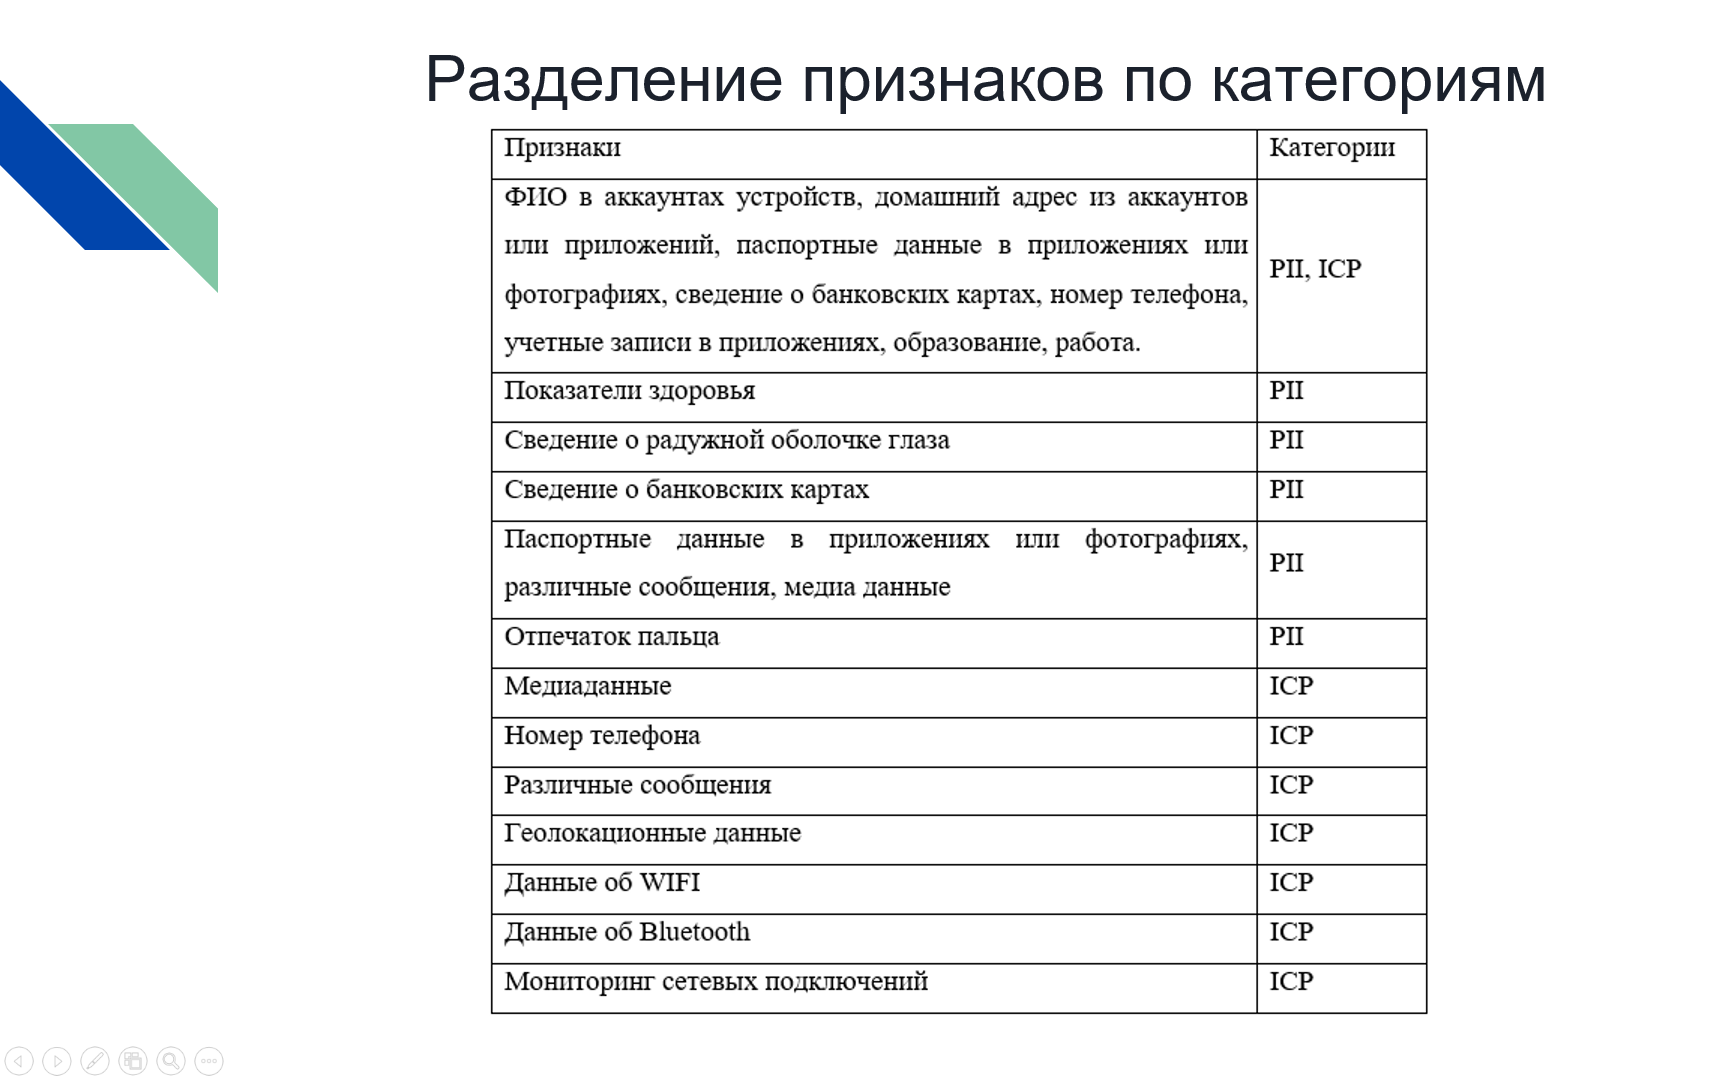 Разделение признаков по категориям
Признаки
Категории
ФИО в аккаунтах устройств, домашний адрес из аккаунтов
или приложений, паспортные данные в приложениях или
фотографиях, сведение о банковских картах, номер телефона,
учетные записи в приложениях, образование, работа.
PII, ICP
Показатели здоровья
PII
Сведение о радужной оболочке глаза
PII
Сведение о банковских картах
PII
Паспортные данные в приложениях или фотографиях,
различные сообщения, медиа данные
PII
Отпечаток пальца
PII
Медиаданные
ICP
Номер телефона
ICP
Различные сообщения
ICP
Геолокационные данные
ICP
Данные об WIFI
ICP
Данные об Bluetooth
ICP
Мониторинг сетевых подключений
ICP